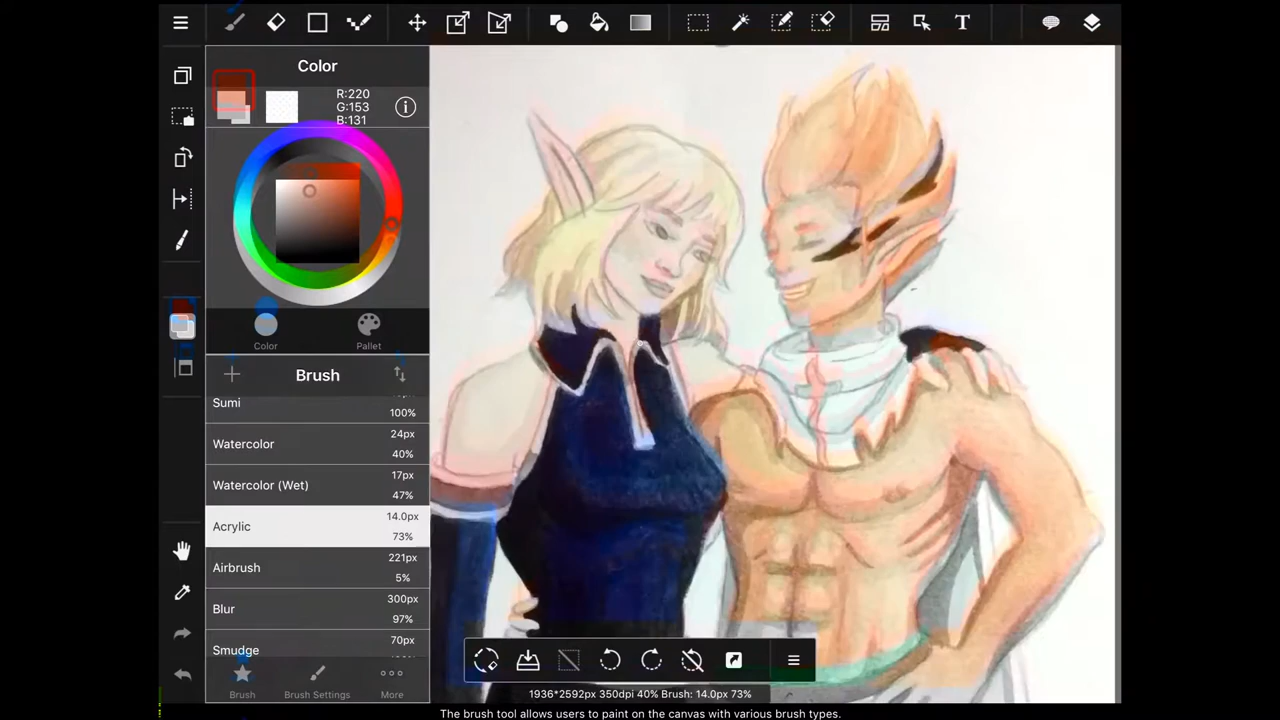 T
Color
R:220
G:153
B:131
Color
Pallet
Brush
Sumi
100%
24px
Watercolor
40%
17px
Watercolor (Wet)
47%
14.0px
Acrylic
73%
221px
Airbrush
5%
300px
Blur
97%
70px
Smudge
Brush
Brush Settings
More
1936*2592px 350dpi 40% Brush: 14.0px 73%
The brush tool allows users to paint on the canvas with various brush types.